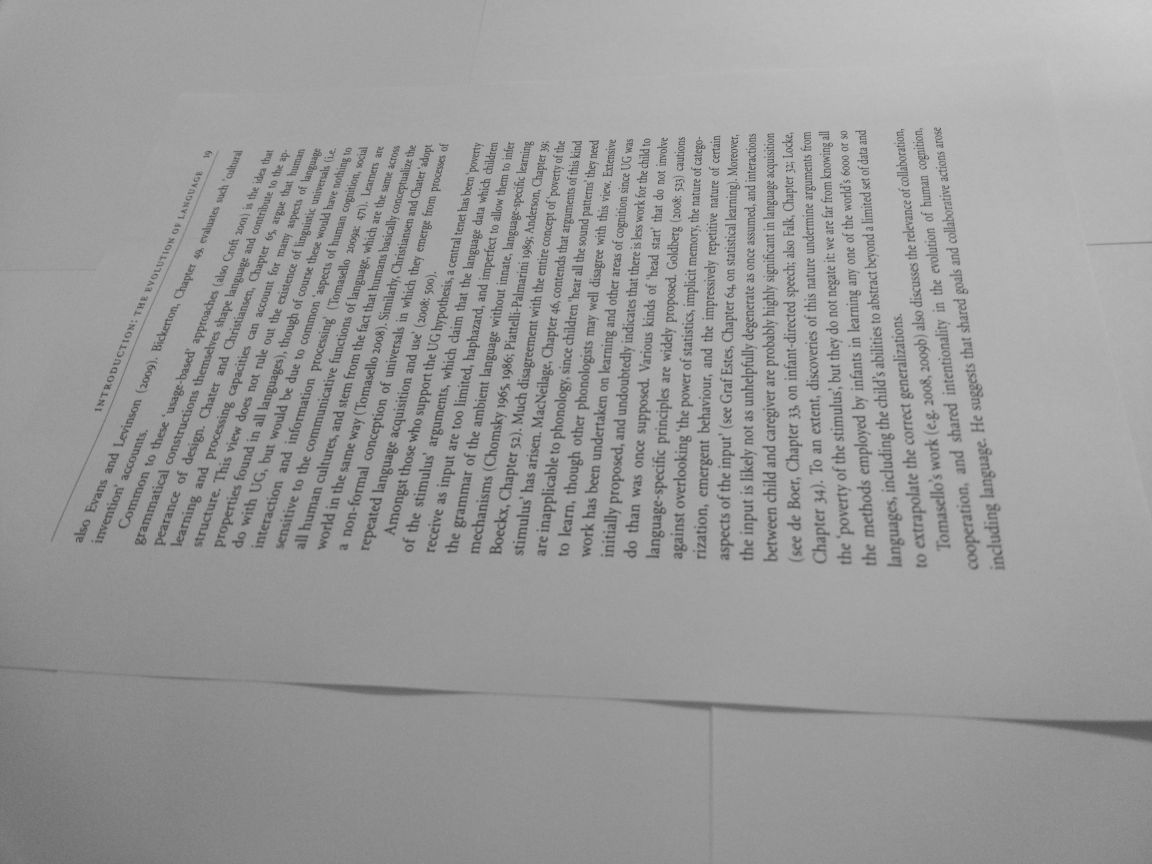 INTRODUCTION: THE EVOLUTION OF LANGUAGE 19
also Evans and Levinson (2009); Bickerton, Chapter 49, evaluates such 'cultural
invention' accounts.
Common to these 'usage-based' approaches (also Croft 2001) is the idea that
grammatical constructions themselves shape language and contribute to the ap-
pearance of design. Chater and Christiansen, Chapter 65, argue that human
learning and processing capacities can account for many aspects of language
structure. This view does not rule out the existence of linguistic universals (i.e.
properties found in all languages), though of course these would have nothing to
do with UG, but would be due to common 'aspects of human cognition, social
interaction and information processing' (Tomasello 2009a: 471). Learners are
sensitive to the communicative functions of language, which are the same across
all human cultures, and stem from the fact that humans basically conceptualize the
world in the same way (Tomasello 2008). Similarly, Christiansen and Chater adopt
a non-formal conception of universals in which they 'emerge from processes of
repeated language acquisition and use' (2008: 500).
Amongst those who support the UG hypothesis, a central tenet has been 'poverty
of the stimulus' arguments, which claim that the language data which children
receive as input are too limited, haphazard, and imperfect to allow them to infer
the grammar of the ambient language without innate, language-specific learning
mechanisms (Chomsky 1965, 1986; Piattelli-Palmarini 1989; Anderson, Chapter 39;
Boeckx, Chapter 52). Much disagreement with the entire concept of 'poverty of the
stimulus' has arisen. MacNeilage, Chapter 46, contends that arguments of this kind
are inapplicable to phonology, since children 'hear all the sound patterns' they need
to learn, though other phonologists may well disagree with this view. Extensive
work has been undertaken on learning and other areas of cognition since UG was
initially proposed, and undoubtedly indicates that there is less work for the child to
do than was once supposed. Various kinds of 'head start' that do not involve
language-specific principles are widely proposed. Goldberg (2008: 523) cautions
against overlooking 'the power of statistics, implicit memory, the nature of catego-
rization, emergent behaviour, and the impressively repetitive nature of certain
aspects of the input' (see Graf Estes, Chapter 64, on statistical learning). Moreover,
the input is likely not as unhelpfully degenerate as once assumed, and interactions
between child and caregiver are probably highly significant in language acquisition
(see de Boer, Chapter 33, on infant-directed speech; also Falk, Chapter 32; Locke,
Chapter 34). To an extent, discoveries of this nature undermine arguments from
the 'poverty of the stimulus', but they do not negate it: we are far from knowing all
the methods employed by infants in learning any one of the world's 6000 or so
languages, including the child's abilities to abstract beyond a limited set of data and
to extrapolate the correct generalizations.
Tomasello's work (e.g. 2008, 2009b) also discusses the relevance of collaboration,
cooperation, and shared intentionality in the evolution of human cognition,
including language. He suggests that shared goals and collaborative actions arose